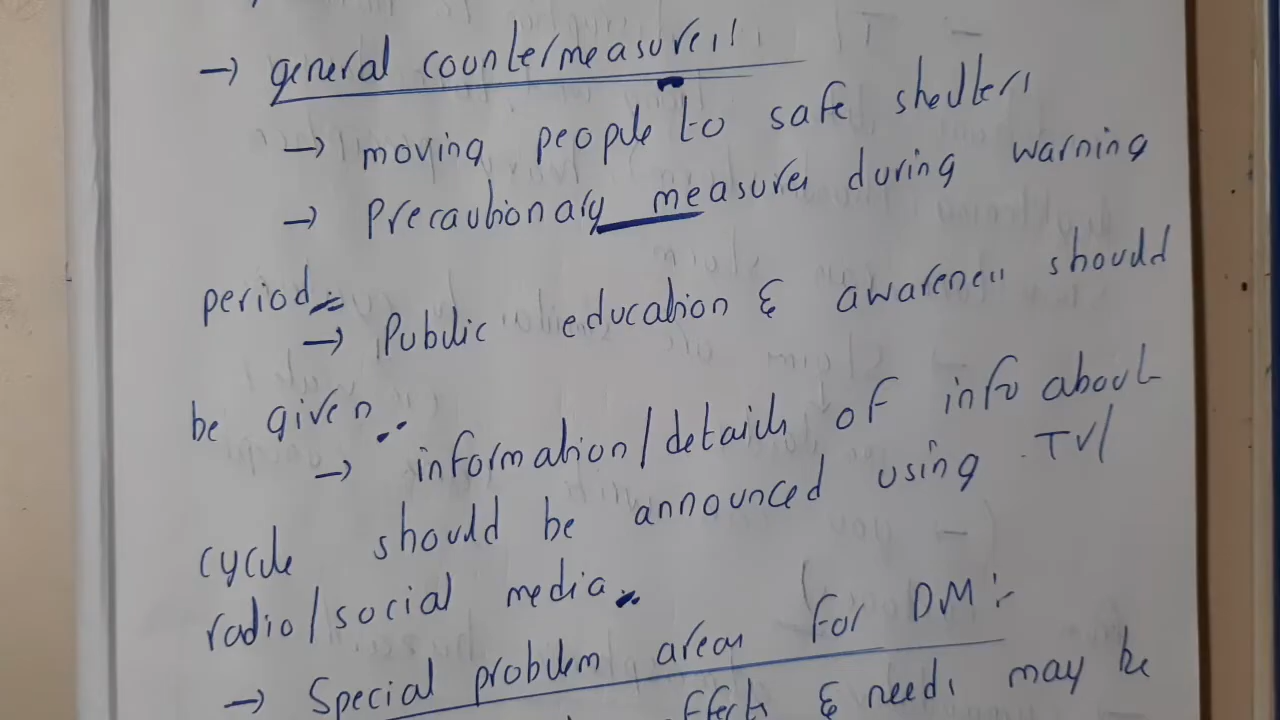 → general countermeasures!
→ moving people to safe shelters
→ Precautionary measures during warning
period.
→ Public education & awareness should
be given.
→ information/details of info about
cycle should be announced using TV/
radio/social media.
→ Special problem areas for DM :-
effects & needs may be